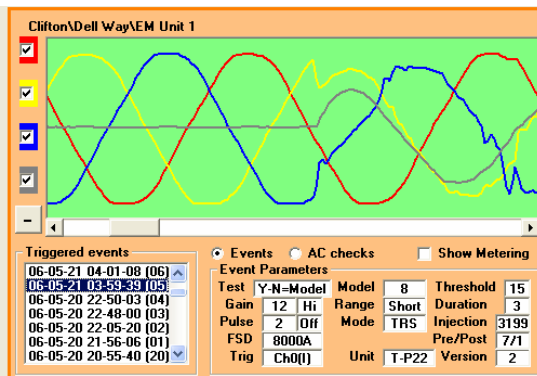 Clifton\Dell Way\EM Unit 1
Triggered events
06-05-21 04-01-08 (06)
06-05-21 03-59-39 (05)
06-05-20 22-50-03 (04)
06-05-20 22-48-00 (03)
06-05-20 22-05-20 (02)
06-05-20 21-56-06 (01)
06-05-20 20-55-40 (20)
Events AC checks Show Metering
Event Parameters
Test Y-N=Model Model 8 Threshold 15
Gain 12 Hi Range Short Duration 3
Pulse 2 Off Mode TRS Injection 3199
FSD 8000A Pre/Post 7/1
Trig Ch0(I) Unit T-P22 Version 2